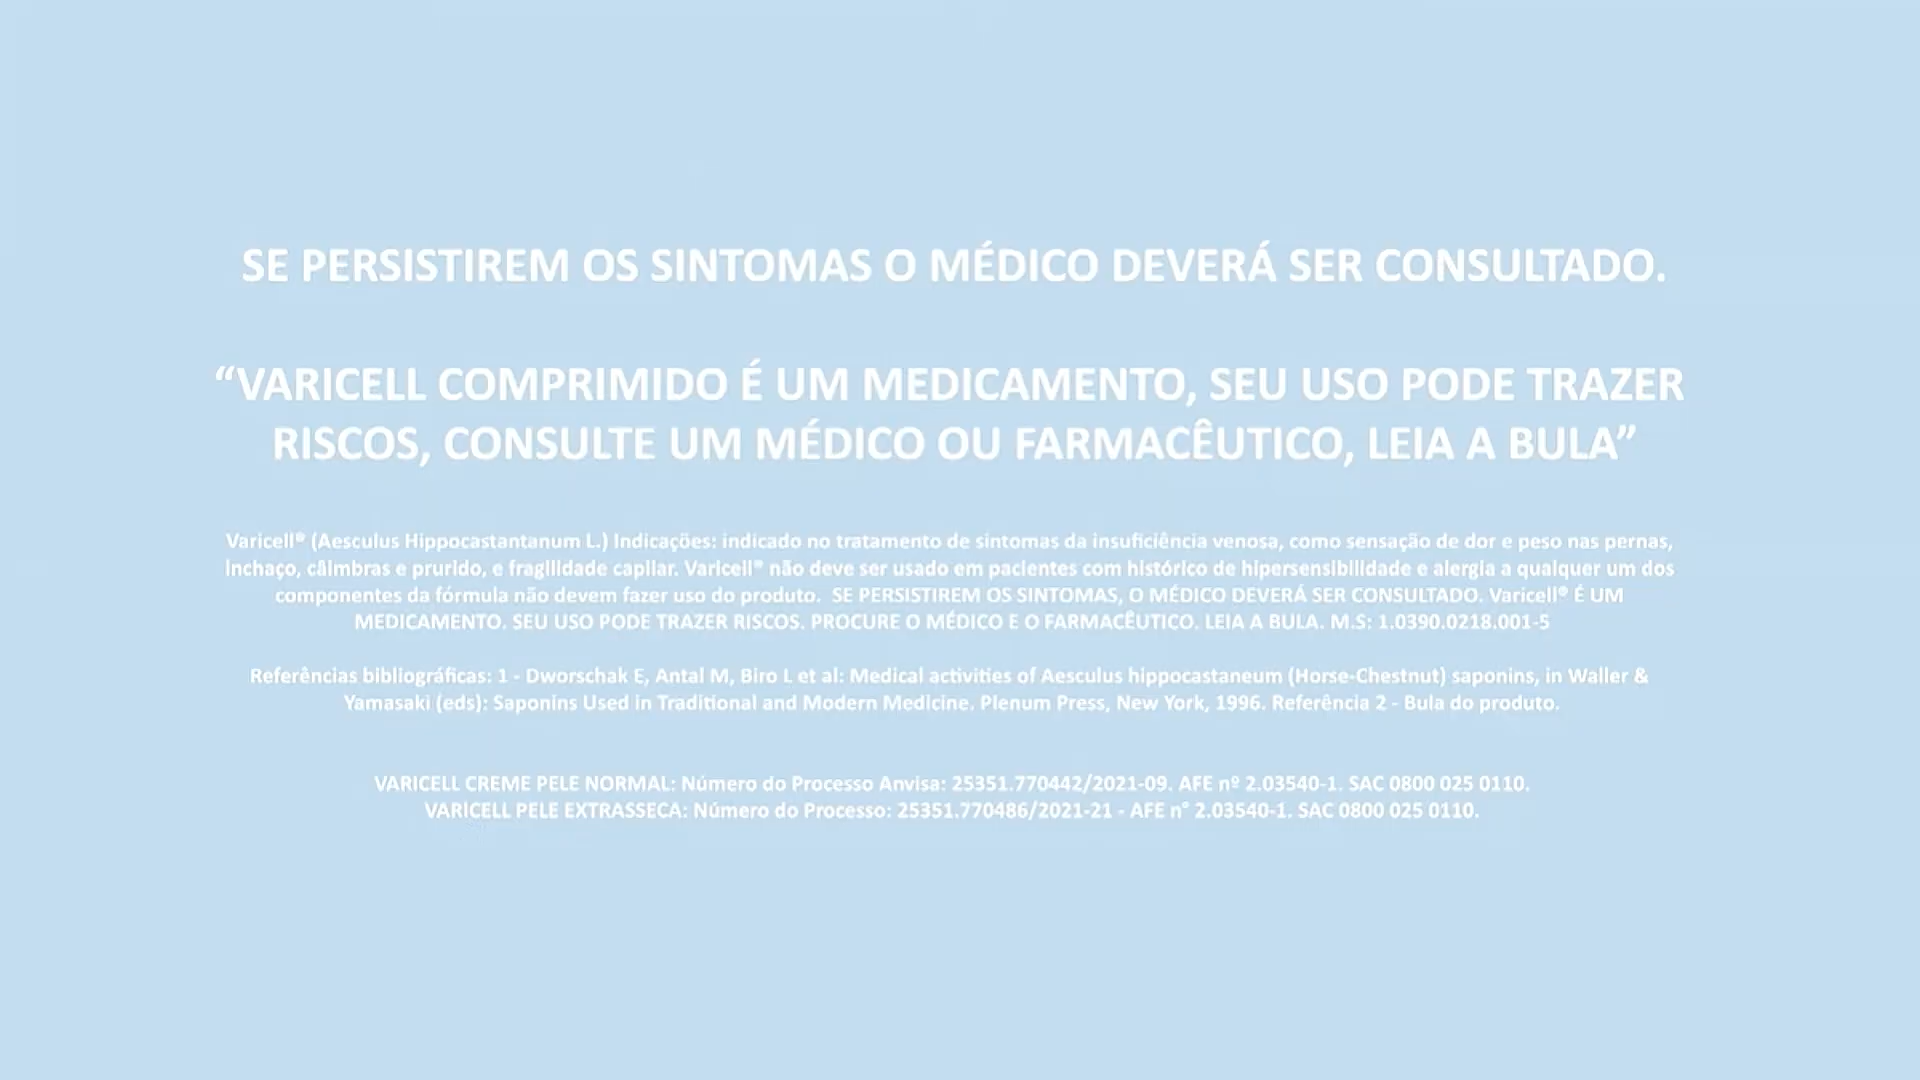 SE PERSISTIREM OS SINTOMAS O MÉDICO DEVERÁ SER CONSULTADO.
“VARICELL COMPRIMIDO É UM MEDICAMENTO, SEU USO PODE TRAZER
RISCOS, CONSULTE UM MÉDICO OU FARMACÊUTICO, LEIA A BULA”
Varicell® (Aesculus Hippocastantanum L.) Indicações: indicado no tratamento de sintomas da insuficiência venosa, como sensação de dor e peso nas pernas,
inchaço, câimbras e prurido, e fragilidade capilar. Varicell® não deve ser usado em pacientes com histórico de hipersensibilidade e alergia a qualquer um dos
componentes da fórmula não devem fazer uso do produto. SE PERSISTIREM OS SINTOMAS, O MÉDICO DEVERÁ SER CONSULTADO. Varicell® É UM
MEDICAMENTO. SEU USO PODE TRAZER RISCOS. PROCURE O MÉDICO E O FARMACÊUTICO. LEIA A BULA. M.S: 1.0390.0218.001-5
Referências bibliográficas: 1 - Dworschak E, Antal M, Biro L et al: Medical activities of Aesculus hippocastaneum (Horse-Chestnut) saponins, in Waller &
Yamasaki (eds): Saponins Used in Traditional and Modern Medicine. Plenum Press, New York, 1996. Referência 2 - Bula do produto.
VARICELL CREME PELE NORMAL: Número do Processo Anvisa: 25351.770442/2021-09. AFE nº 2.03540-1. SAC 0800 025 0110.
VARICELL PELE EXTRASSECA: Número do Processo: 25351.770486/2021-21 - AFE n° 2.03540-1. SAC 0800 025 0110.